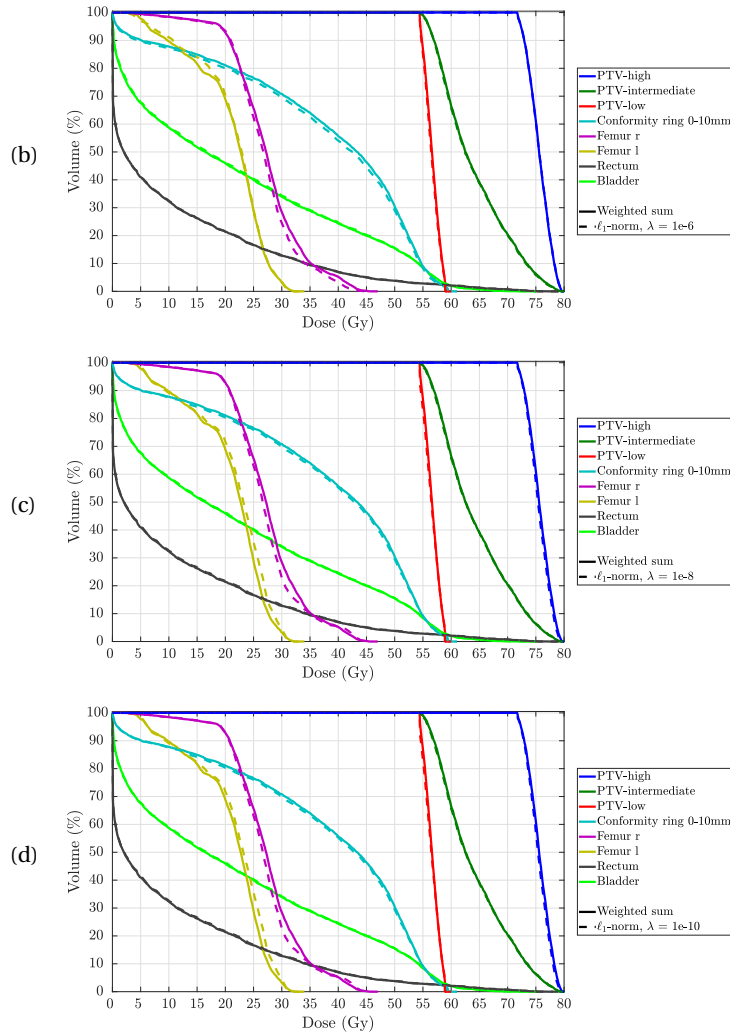 (b)
Volume (%)
100
90
80
70
60
50
40
30
20
10
0
0 5 10 15 20 25 30 35 40 45 50 55 60 65 70 75 80
Dose (Gy)
PTV-high
PTV-intermediate
PTV-low
Conformity ring 0-10mm
Femur r
Femur l
Rectum
Bladder
Weighted sum
ℓ₁-norm, λ = 1e-6
(c)
Volume (%)
100
90
80
70
60
50
40
30
20
10
0
0 5 10 15 20 25 30 35 40 45 50 55 60 65 70 75 80
Dose (Gy)
PTV-high
PTV-intermediate
PTV-low
Conformity ring 0-10mm
Femur r
Femur l
Rectum
Bladder
Weighted sum
ℓ₁-norm, λ = 1e-8
(d)
Volume (%)
100
90
80
70
60
50
40
30
20
10
0
0 5 10 15 20 25 30 35 40 45 50 55 60 65 70 75 80
Dose (Gy)
PTV-high
PTV-intermediate
PTV-low
Conformity ring 0-10mm
Femur r
Femur l
Rectum
Bladder
Weighted sum
ℓ₁-norm, λ = 1e-10